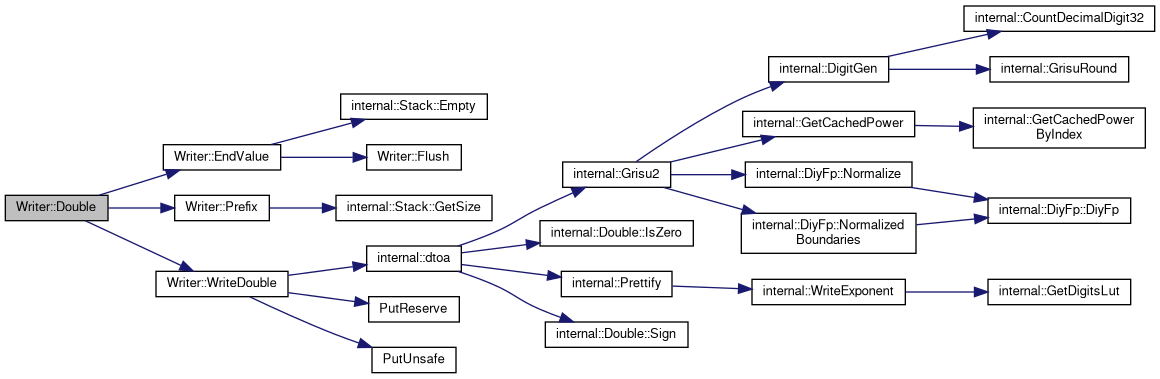 Writer::Double
Writer::EndValue
internal::Stack::Empty
Writer::Flush
Writer::Prefix
internal::Stack::GetSize
Writer::WriteDouble
internal::dtoa
PutReserve
PutUnsafe
internal::Grisu2
internal::Double::IsZero
internal::Prettify
internal::Double::Sign
internal::DigitGen
internal::GetCachedPower
internal::DiyFp::Normalize
internal::DiyFp::Normalized
Boundaries
internal::WriteExponent
internal::CountDecimalDigit32
internal::GrisuRound
internal::GetCachedPower
ByIndex
internal::DiyFp::DiyFp
internal::GetDigitsLut